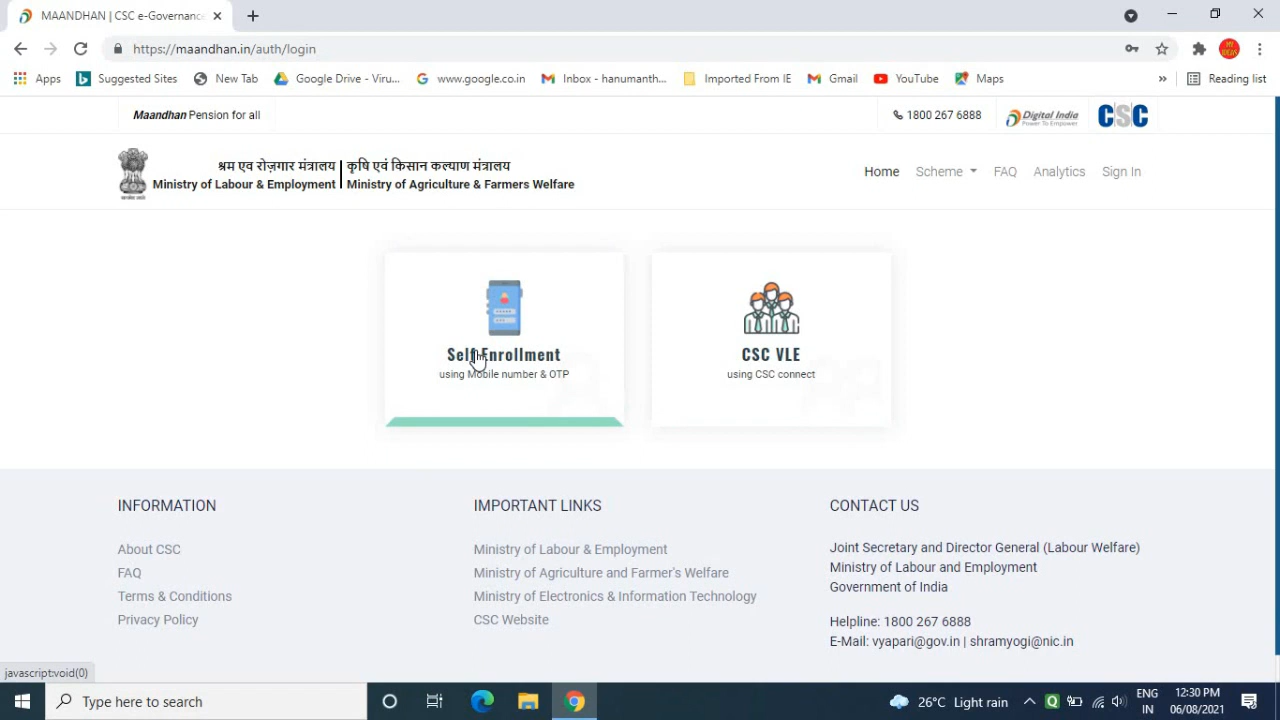 MAANDHAN | CSC e-Governance
https://maandhan.in/auth/login
Apps
Suggested Sites
New Tab
Google Drive - Viru...
www.google.co.in
Inbox - hanumanth...
Imported From IE
Gmail
YouTube
Maps
»
Reading list
Maandhan Pension for all
1800 267 6888
Digital India
Power To Empower
CSC
श्रम एव रोज़गार मंत्रालय
कृषि एवं किसान कल्याण मंत्रालय
Ministry of Labour & Employment
Ministry of Agriculture & Farmers Welfare
Home
Scheme
FAQ
Analytics
Sign In
Self Enrollment
using Mobile number & OTP
CSC VLE
using CSC connect
INFORMATION
About CSC
FAQ
Terms & Conditions
Privacy Policy
IMPORTANT LINKS
Ministry of Labour & Employment
Ministry of Agriculture and Farmer's Welfare
Ministry of Electronics & Information Technology
CSC Website
CONTACT US
Joint Secretary and Director General (Labour Welfare)
Ministry of Labour and Employment
Government of India
Helpline: 1800 267 6888
E-Mail: vyapari@gov.in | shramyogi@nic.in
javascript:void(0)
Type here to search
26°C Light rain
ENG
IN
12:30 PM
06/08/2021